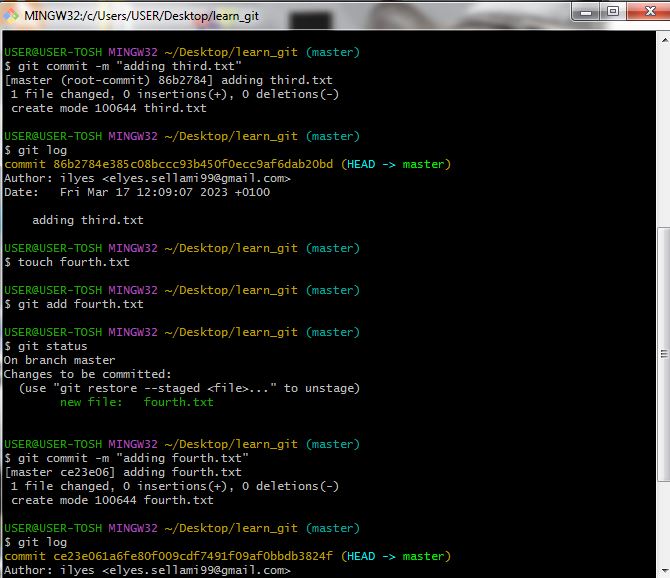 MINGW32:/c/Users/USER/Desktop/learn_git
USER@USER-TOSH MINGW32 ~/Desktop/learn_git (master)
$ git commit -m "adding third.txt"
[master (root-commit) 86b2784] adding third.txt
 1 file changed, 0 insertions(+), 0 deletions(-)
 create mode 100644 third.txt
USER@USER-TOSH MINGW32 ~/Desktop/learn_git (master)
$ git log
commit 86b2784e385c08bccc93b450f0ecc9af6dab20bd (HEAD -> master)
Author: ilyes <elyes.sellami99@gmail.com>
Date:   Fri Mar 17 12:09:07 2023 +0100
    adding third.txt
USER@USER-TOSH MINGW32 ~/Desktop/learn_git (master)
$ touch fourth.txt
USER@USER-TOSH MINGW32 ~/Desktop/learn_git (master)
$ git add fourth.txt
USER@USER-TOSH MINGW32 ~/Desktop/learn_git (master)
$ git status
On branch master
Changes to be committed:
  (use "git restore --staged <file>..." to unstage)
        new file:   fourth.txt
USER@USER-TOSH MINGW32 ~/Desktop/learn_git (master)
$ git commit -m "adding fourth.txt"
[master ce23e06] adding fourth.txt
 1 file changed, 0 insertions(+), 0 deletions(-)
 create mode 100644 fourth.txt
USER@USER-TOSH MINGW32 ~/Desktop/learn_git (master)
$ git log
commit ce23e061a6fe80f009cdf7491f09af0bbdb3824f (HEAD -> master)
Author: ilyes <elyes.sellami99@gmail.com>